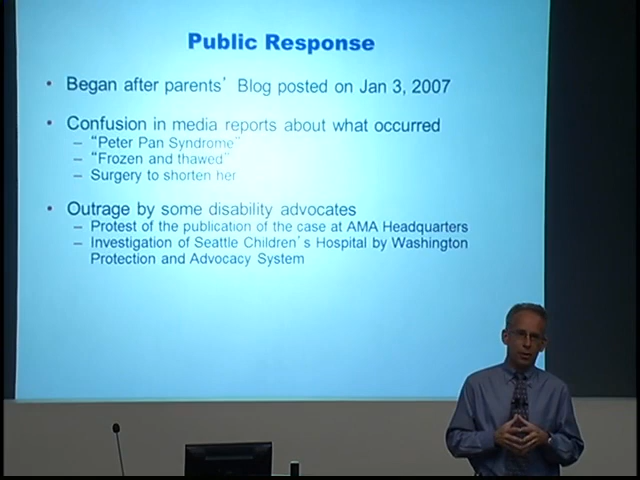 Public Response
• Began after parents' Blog posted on Jan 3, 2007
• Confusion in media reports about what occurred
– "Peter Pan Syndrome"
– "Frozen and thawed"
– Surgery to shorten her
• Outrage by some disability advocates
– Protest of the publication of the case at AMA Headquarters
– Investigation of Seattle Children's Hospital by Washington
Protection and Advocacy System